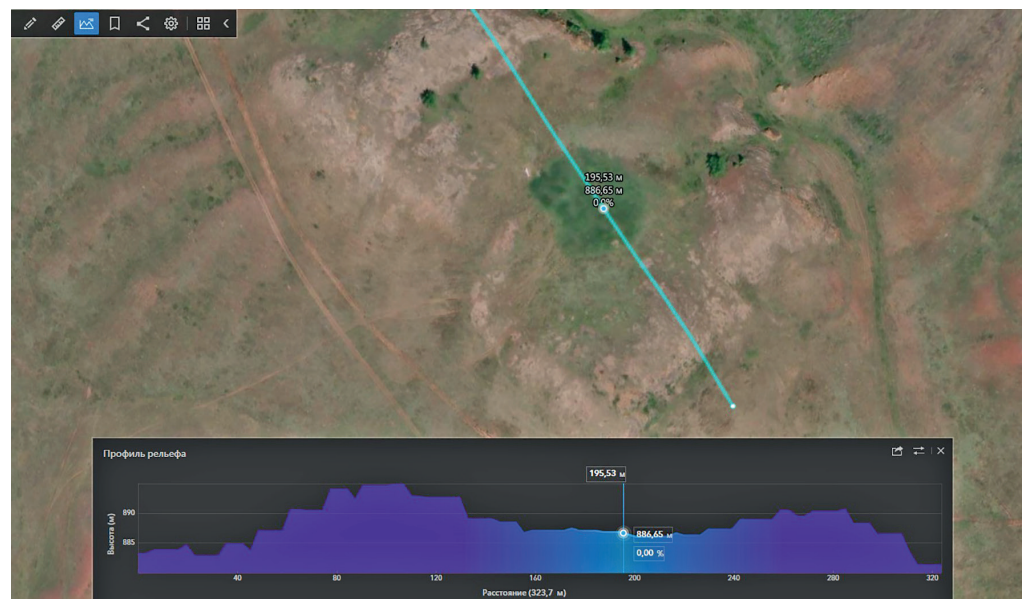 195,53 м
886,65 м
0,0%
Профиль рельефа
195,53 м
Высота (м)
890
885
886,65 м
0,00 %
40
80
120
160
200
240
280
320
Расстояние (323,7 м)